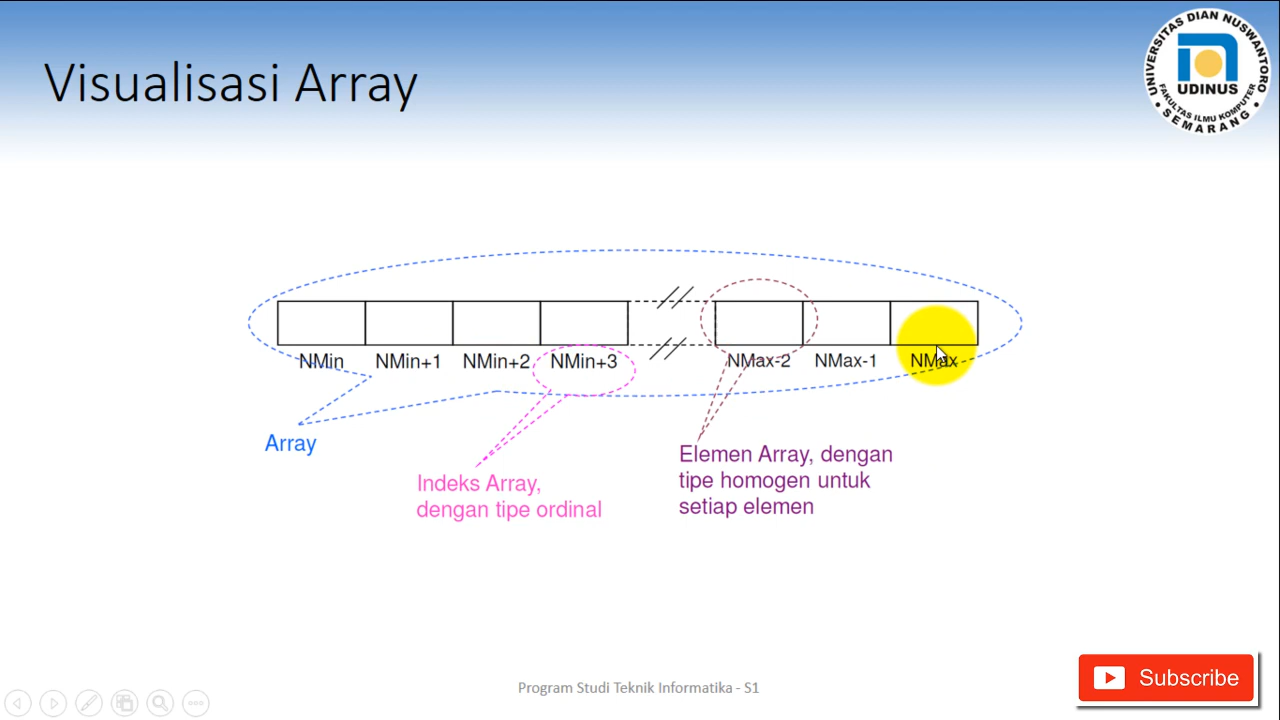 Visualisasi Array
UNIVERSITAS DIAN NUSWANTORO
UDINUS
FAKULTAS ILMU KOMPUTER
• SEMARANG •
NMin NMin+1 NMin+2 NMin+3 NMax-2 NMax-1 NMax
Array
Indeks Array,
dengan tipe ordinal
Elemen Array, dengan
tipe homogen untuk
setiap elemen
Program Studi Teknik Informatika - S1
Subscribe